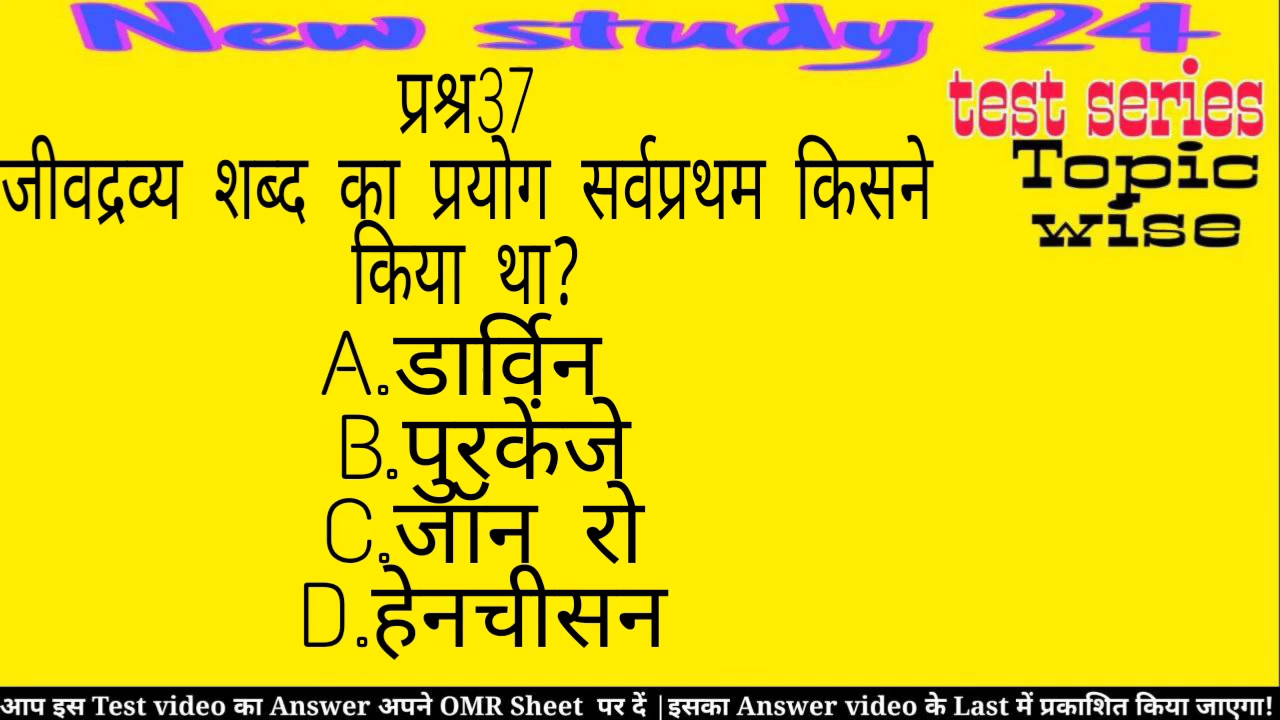 New study 24
test series
Topic
wise
प्रश्न37
जीवद्रव्य शब्द का प्रयोग सर्वप्रथम किसने
किया था?
A.डार्विन
B.पुरकेंजे
C.जॉन रो
D.हेनचीसन
आप इस Test video का Answer अपने OMR Sheet पर दें |इसका Answer video के Last में प्रकाशित किया जाएगा!